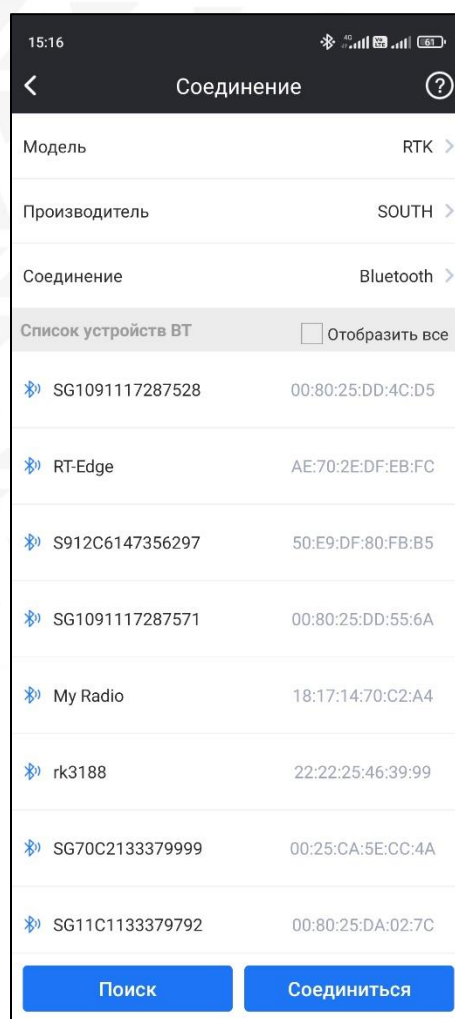 15:16 4G 61
Соединение
Модель RTK
Производитель SOUTH
Соединение Bluetooth
Список устройств BT Отобразить все
SG1091117287528 00:80:25:DD:4C:D5
RT-Edge AE:70:2E:DF:EB:FC
S912C6147356297 50:E9:DF:80:FB:B5
SG1091117287571 00:80:25:DD:55:6A
My Radio 18:17:14:70:C2:A4
rk3188 22:22:25:46:39:99
SG70C2133379999 00:25:CA:5E:CC:4A
SG11C1133379792 00:80:25:DA:02:7C
Поиск Соединиться